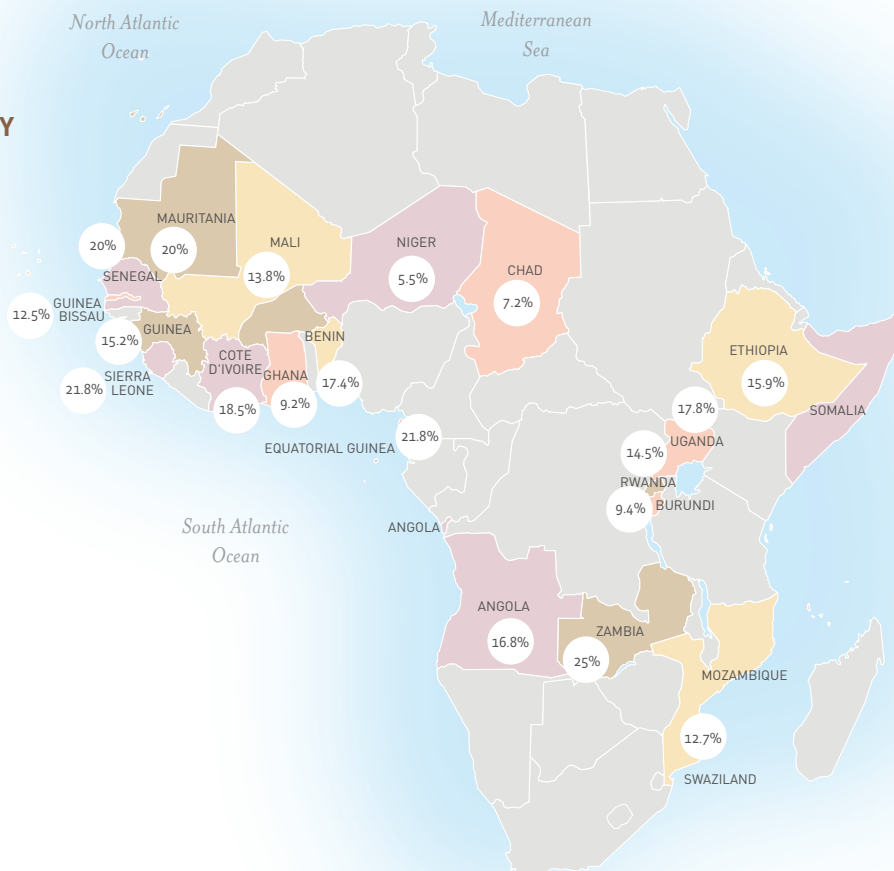 North Atlantic
Ocean
Mediterranean
Sea
Y
MAURITANIA
20%
20%
MALI
13.8%
NIGER
5.5%
CHAD
7.2%
SENEGAL
GUINEA
BISSAU
12.5%
GUINEA
15.2%
SIERRA
LEONE
21.8%
COTE
D'IVOIRE
18.5%
GHANA
9.2%
BENIN
17.4%
ETHIOPIA
15.9%
SOMALIA
EQUATORIAL GUINEA
21.8%
17.8%
UGANDA
14.5%
RWANDA
9.4%
BURUNDI
South Atlantic
Ocean
ANGOLA
ANGOLA
16.8%
ZAMBIA
25%
MOZAMBIQUE
12.7%
SWAZILAND